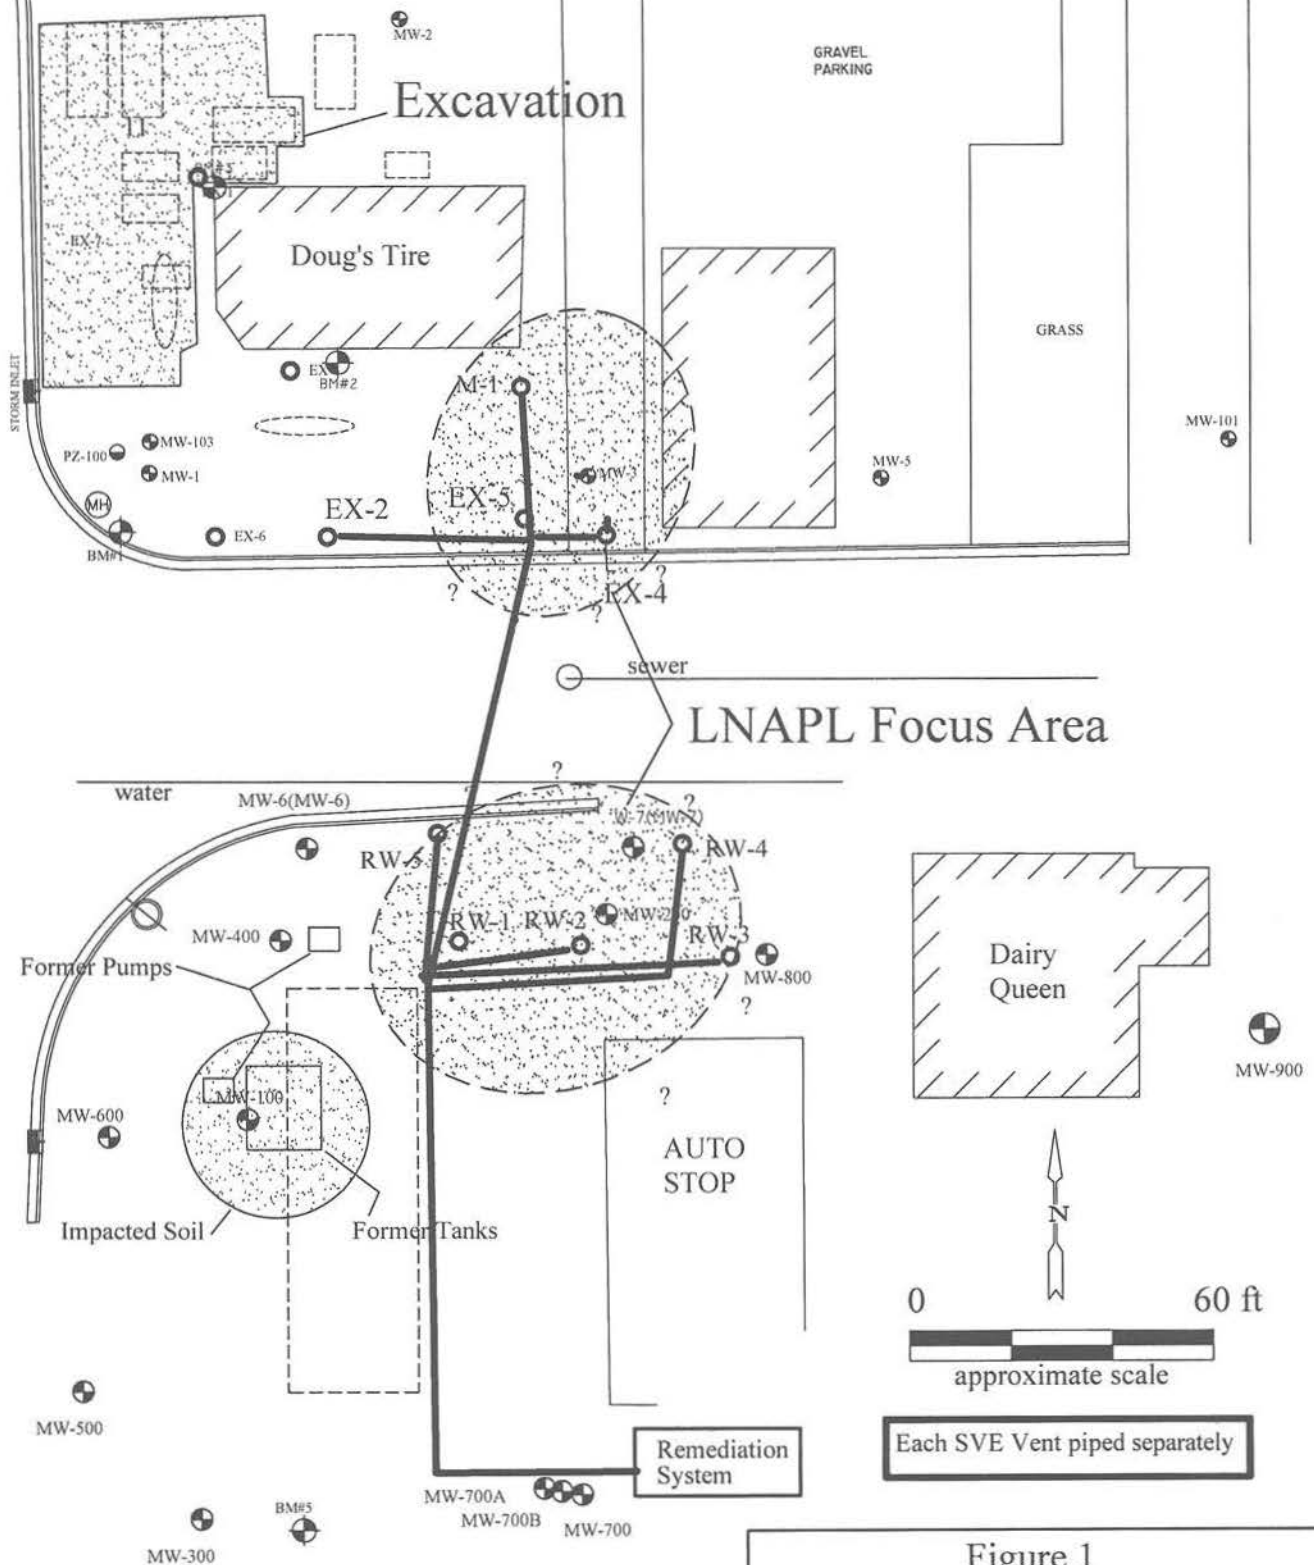 MW-2
GRAVEL
PARKING
Excavation
EX-7
Doug's Tire
GRASS
STORM INLET
BM#2
M-1
MW-101
MW-103
PZ-100
MW-1
MW-3
MW-5
EX-5
EX-2
MH
EX-6
BM#1
?
?
EX-4
?
sewer
LNAPL Focus Area
?
water
MW-6(MW-6)
?
RW-5
RW-4
RW-1
RW-2
RW-3
MW-400
Former Pumps
MW-800
Dairy
Queen
?
MW-900
MW-100
MW-600
?
AUTO
STOP
N
Impacted Soil
Former Tanks
0
60 ft
approximate scale
MW-500
Each SVE Vent piped separately
Remediation
System
MW-700A
MW-700B
MW-700
BM#5
MW-300
Figure 1